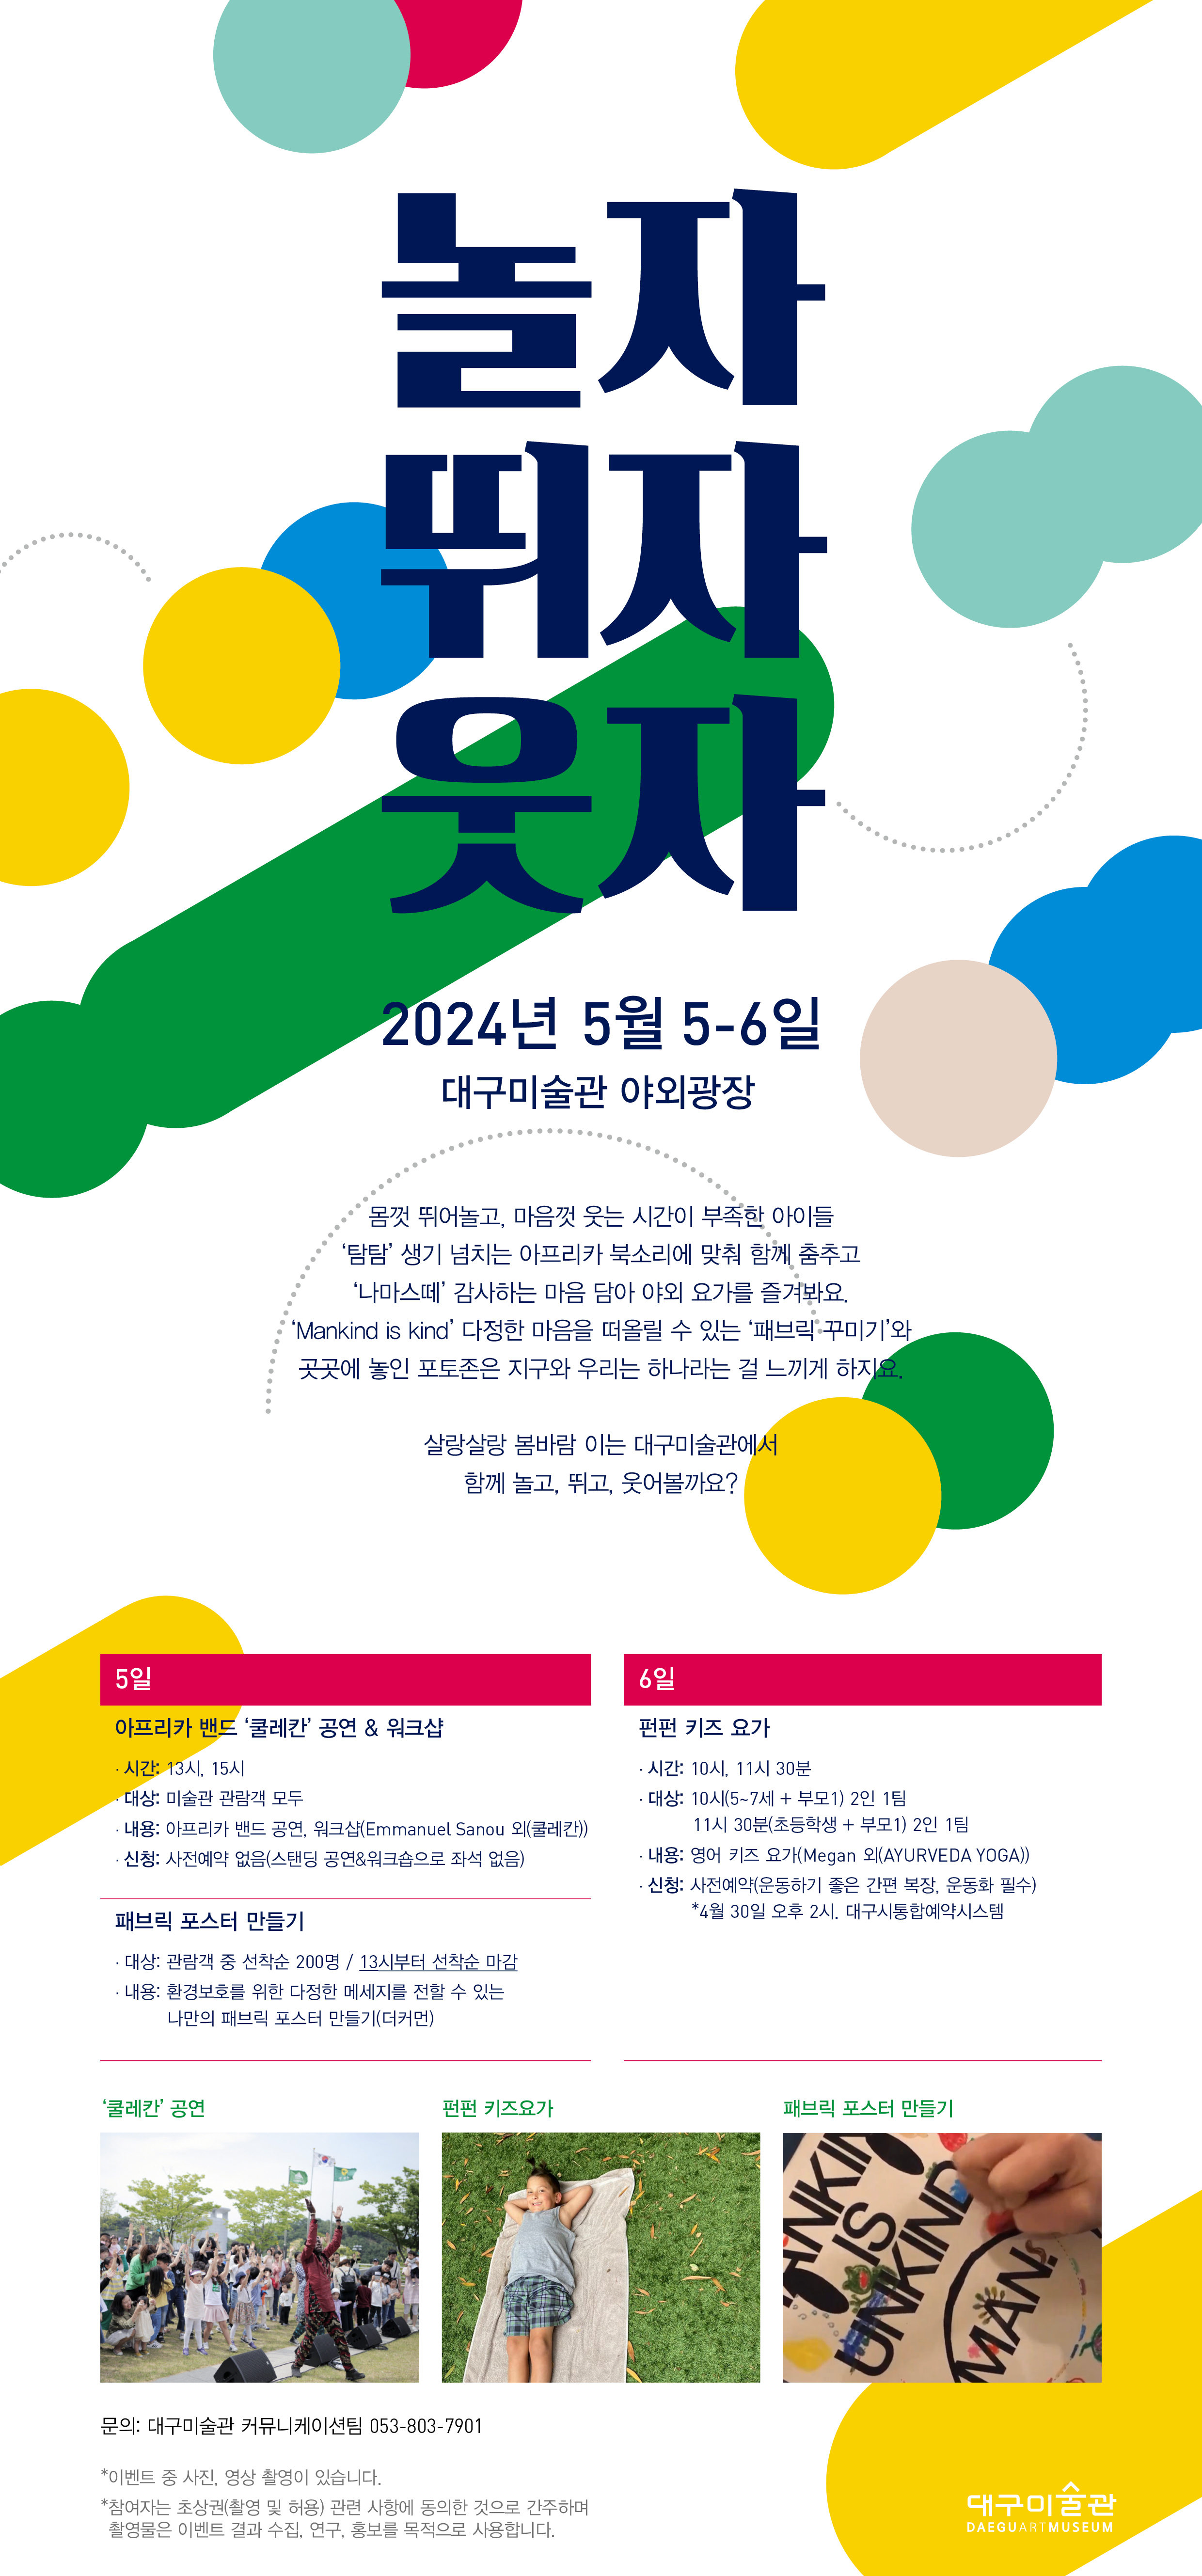 놀자
뛰자
웃자
2024년 5월 5-6일
대구미술관 야외광장
몸껏 뛰어놀고, 마음껏 웃는 시간이 부족한 아이들
‘탐탐’ 생기 넘치는 아프리카 북소리에 맞춰 함께 춤추고
‘나마스떼’ 감사하는 마음 담아 야외 요가를 즐겨봐요.
‘Mankind is kind’ 다정한 마음을 떠올릴 수 있는 ‘패브릭 꾸미기’와
곳곳에 놓인 포토존은 지구와 우리는 하나라는 걸 느끼게 하지요.
살랑살랑 봄바람 이는 대구미술관에서
함께 놀고, 뛰고, 웃어볼까요?
5일
아프리카 밴드 ‘쿨레칸’ 공연 & 워크샵
· 시간: 13시, 15시
· 대상: 미술관 관람객 모두
· 내용: 아프리카 밴드 공연, 워크샵(Emmanuel Sanou 외(쿨레칸))
· 신청: 사전예약 없음(스탠딩 공연&워크숍으로 좌석 없음)
패브릭 포스터 만들기
· 대상: 관람객 중 선착순 200명 / 13시부터 선착순 마감
· 내용: 환경보호를 위한 다정한 메세지를 전할 수 있는
나만의 패브릭 포스터 만들기(더커먼)
6일
펀펀 키즈 요가
· 시간: 10시, 11시 30분
· 대상: 10시(5~7세 + 부모1) 2인 1팀
11시 30분(초등학생 + 부모1) 2인 1팀
· 내용: 영어 키즈 요가(Megan 외(AYURVEDA YOGA))
· 신청: 사전예약(운동하기 좋은 간편 복장, 운동화 필수)
*4월 30일 오후 2시. 대구시통합예약시스템
‘쿨레칸’ 공연
펀펀 키즈요가
패브릭 포스터 만들기
ANKIN
IS
UNKIND
MAN.
문의: 대구미술관 커뮤니케이션팀 053-803-7901
*이벤트 중 사진, 영상 촬영이 있습니다.
*참여자는 초상권(촬영 및 허용) 관련 사항에 동의한 것으로 간주하며
촬영물은 이벤트 결과 수집, 연구, 홍보를 목적으로 사용합니다.
대구미술관
DAEGUARTMUSEUM